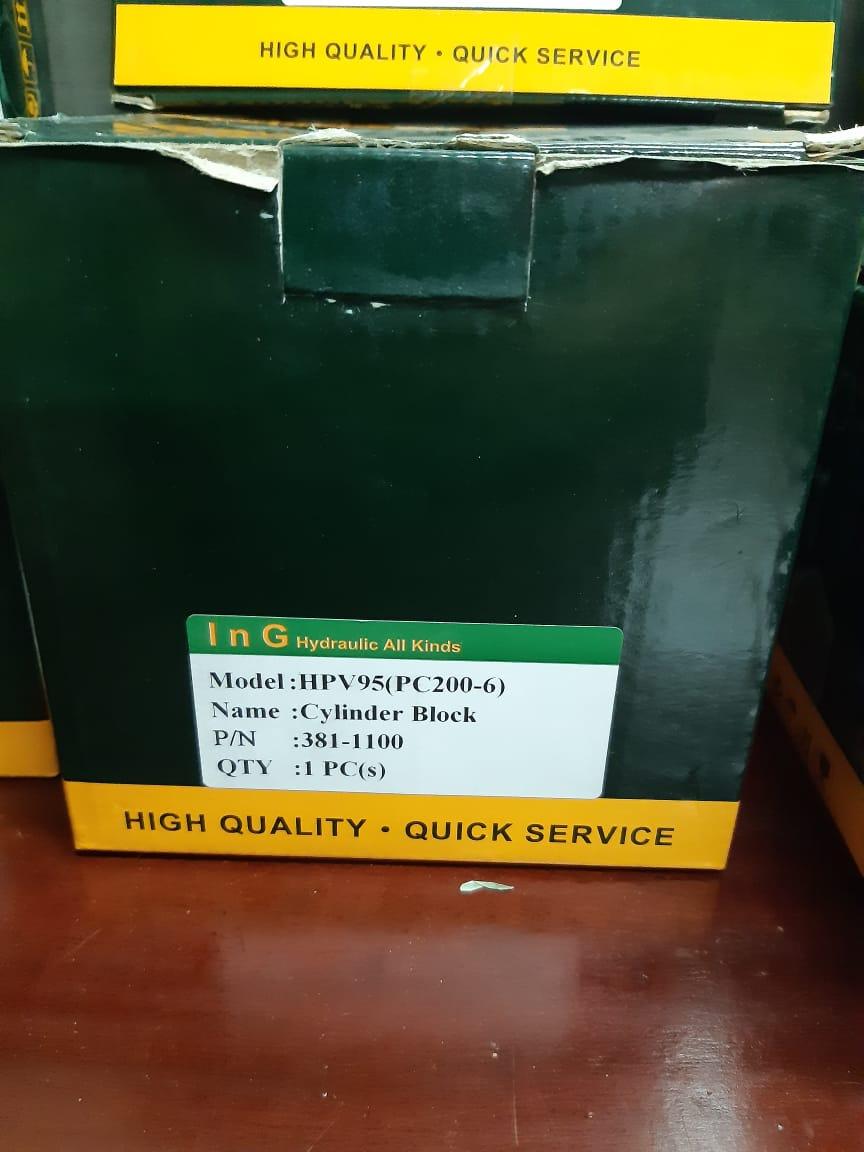 HIGH QUALITY • QUICK SERVICE
InG Hydraulic All Kinds
Model :HPV95(PC200-6)
Name :Cylinder Block
P/N :381-1100
QTY :1 PC(s)
HIGH QUALITY • QUICK SERVICE